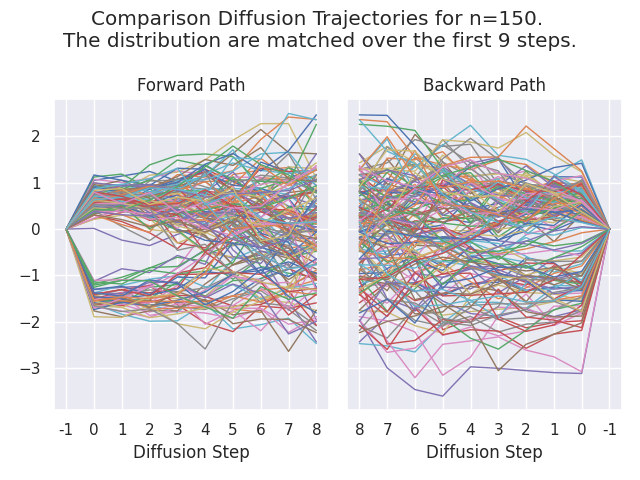 Comparison Diffusion Trajectories for n=150.
The distribution are matched over the first 9 steps.
Forward Path
Backward Path
2
1
0
−1
−2
−3
-1 0 1 2 3 4 5 6 7 8
8 7 6 5 4 3 2 1 0 -1
Diffusion Step
Diffusion Step